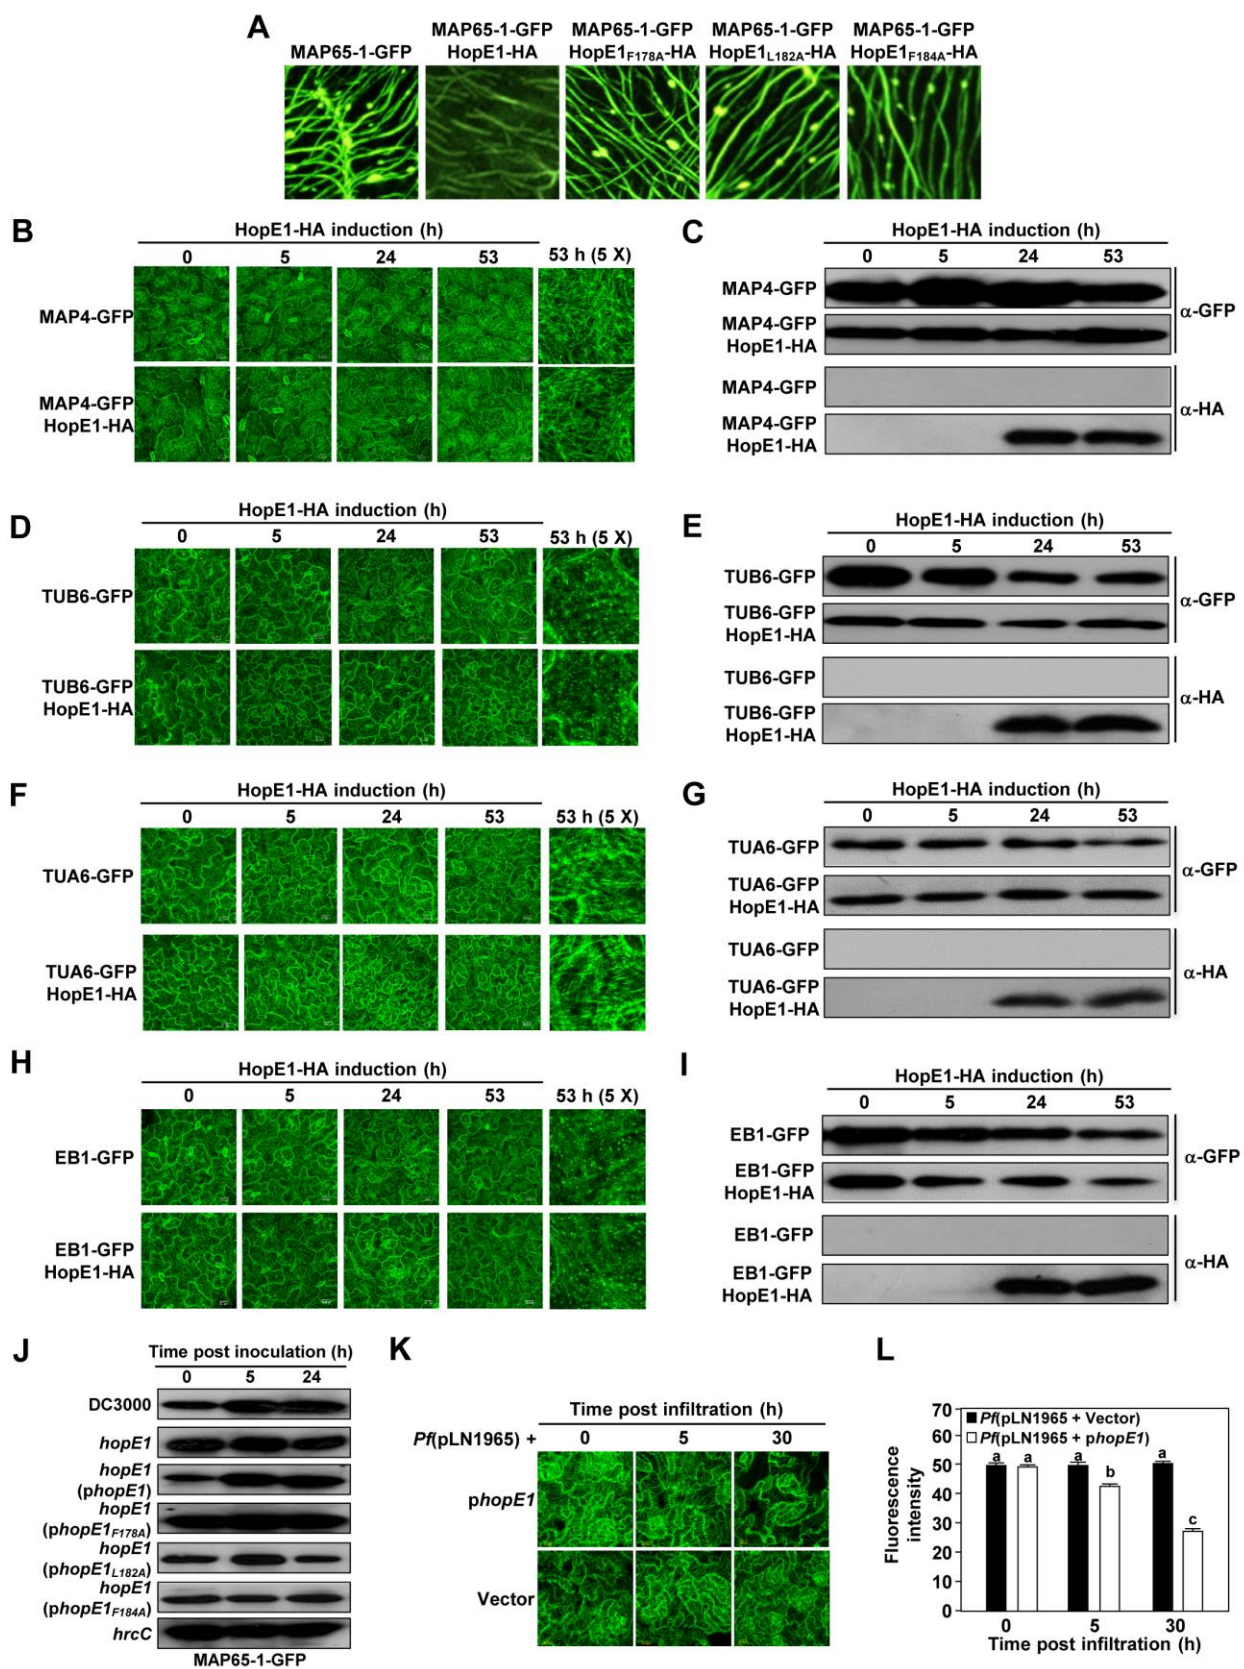 A
MAP65-1-GFP
MAP65-1-GFP
HopE1-HA
MAP65-1-GFP
HopE1F178A-HA
MAP65-1-GFP
HopE1L182A-HA
MAP65-1-GFP
HopE1F184A-HA
B
HopE1-HA induction (h)
0 5 24 53 53 h (5 X)
MAP4-GFP
MAP4-GFP
HopE1-HA
C
HopE1-HA induction (h)
0 5 24 53
MAP4-GFP
MAP4-GFP
HopE1-HA
α-GFP
MAP4-GFP
MAP4-GFP
HopE1-HA
α-HA
D
HopE1-HA induction (h)
0 5 24 53 53 h (5 X)
TUB6-GFP
TUB6-GFP
HopE1-HA
E
HopE1-HA induction (h)
0 5 24 53
TUB6-GFP
TUB6-GFP
HopE1-HA
α-GFP
TUB6-GFP
TUB6-GFP
HopE1-HA
α-HA
F
HopE1-HA induction (h)
0 5 24 53 53 h (5 X)
TUA6-GFP
TUA6-GFP
HopE1-HA
G
HopE1-HA induction (h)
0 5 24 53
TUA6-GFP
TUA6-GFP
HopE1-HA
α-GFP
TUA6-GFP
TUA6-GFP
HopE1-HA
α-HA
H
HopE1-HA induction (h)
0 5 24 53 53 h (5 X)
EB1-GFP
EB1-GFP
HopE1-HA
I
HopE1-HA induction (h)
0 5 24 53
EB1-GFP
EB1-GFP
HopE1-HA
α-GFP
EB1-GFP
EB1-GFP
HopE1-HA
α-HA
J
Time post inoculation (h)
0 5 24
DC3000
hopE1
hopE1
(phopE1)
hopE1
(phopE1F178A)
hopE1
(phopE1L182A)
hopE1
(phopE1F184A)
hrcC
MAP65-1-GFP
K
Time post infiltration (h)
Pf(pLN1965) + 0 5 30
phopE1
Vector
L
Fluorescence
intensity
70
60
50
40
30
20
10
0
Pf(pLN1965 + Vector)
Pf(pLN1965 + phopE1)
a a a b a c
0 5 30
Time post infiltration (h)